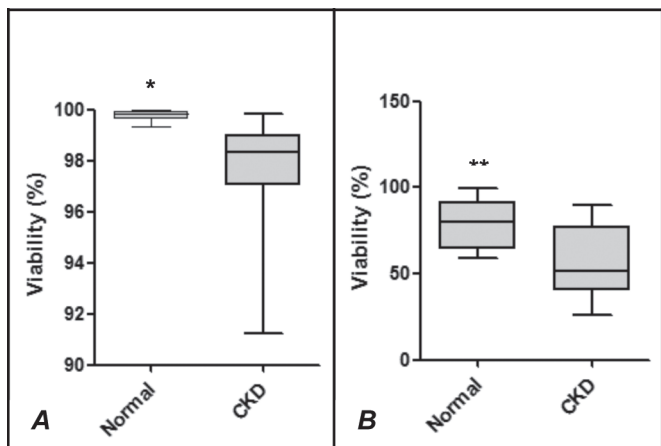 *
100
98
96
94
92
90
Viability (%)
Normal
CKD
A
**
150
100
50
0
Viability (%)
Normal
CKD
B